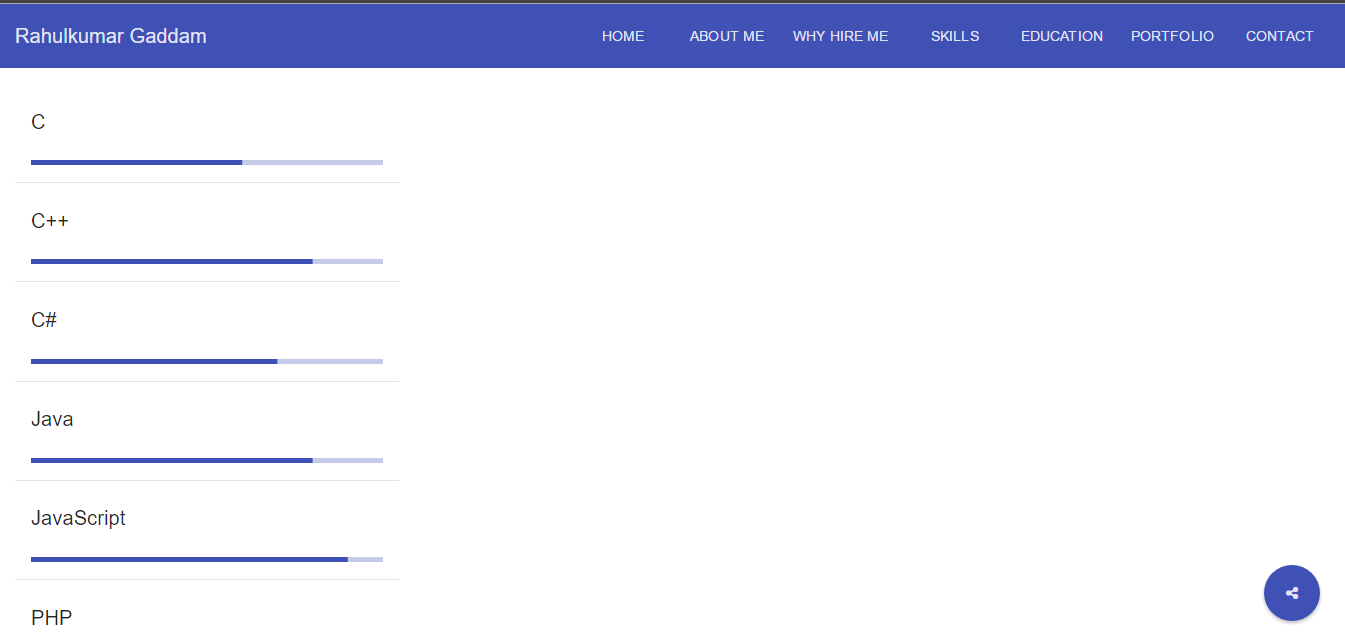 Rahulkumar Gaddam
HOME ABOUT ME WHY HIRE ME SKILLS EDUCATION PORTFOLIO CONTACT
C
C++
C#
Java
JavaScript
PHP